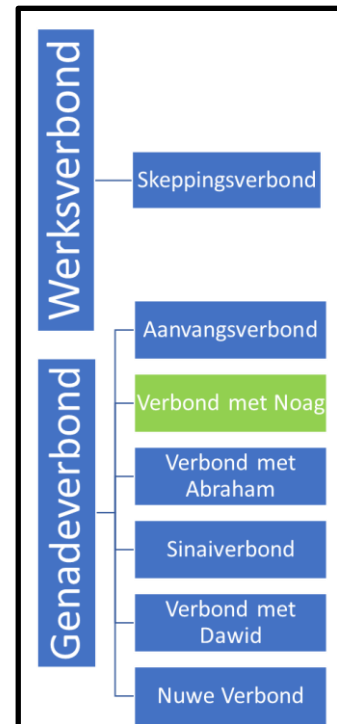 Werksverbond
Skeppingsverbond
Genadeverbond
Aanvangsverbond
Verbond met Noag
Verbond met
Abraham
Sinaiverbond
Verbond met
Dawid
Nuwe Verbond